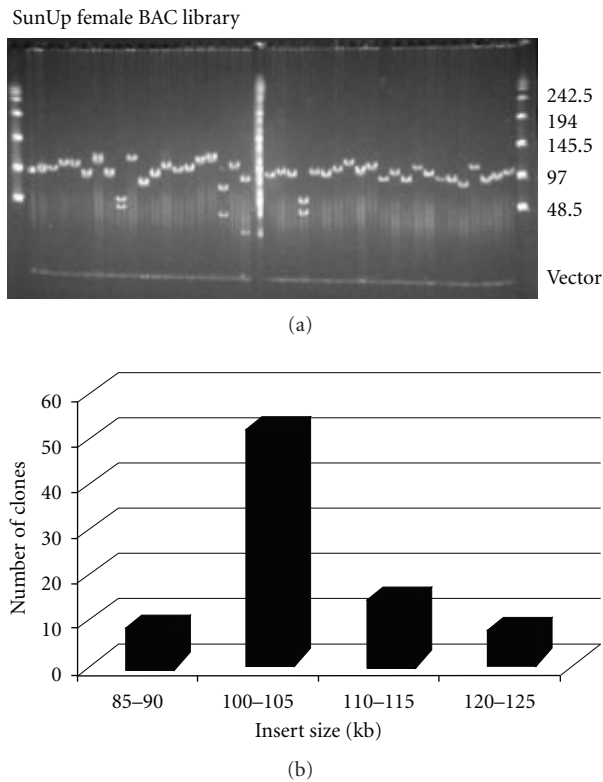 SunUp female BAC library
242.5
194
145.5
97
48.5
Vector
(a)
60
50
40
30
20
10
0
Number of clones
85–90 100–105 110–115 120–125
Insert size (kb)
(b)